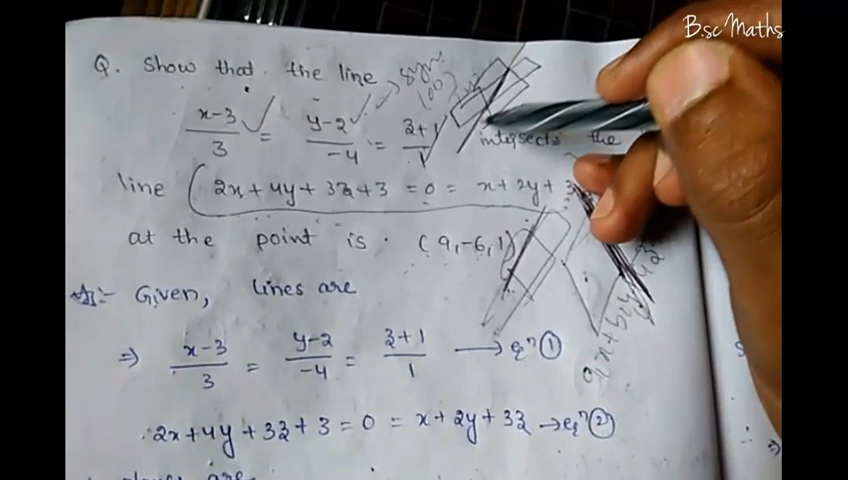 B.sc Maths
Q. Show that the line
x-3/3 = y-2/-4 = z+1/1 intersects the
line 2x+4y+3z+3 = 0 = x+2y+3
at the point is (9,-6,1)
Given, lines are
⇒ x-3/3 = y-2/-4 = z+1/1 → eqⁿ ①
2x+4y+3z+3 = 0 = x+2y+3z → eqⁿ ②